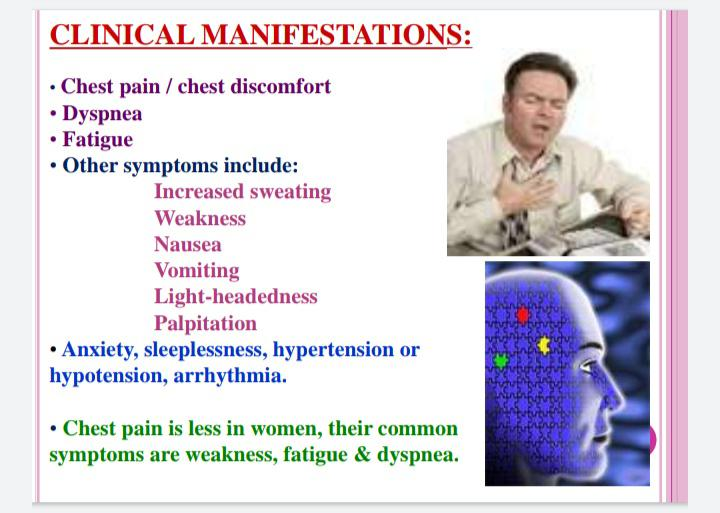 CLINICAL MANIFESTATIONS:
• Chest pain / chest discomfort
• Dyspnea
• Fatigue
• Other symptoms include:
Increased sweating
Weakness
Nausea
Vomiting
Light-headedness
Palpitation
• Anxiety, sleeplessness, hypertension or
hypotension, arrhythmia.
• Chest pain is less in women, their common
symptoms are weakness, fatigue & dyspnea.